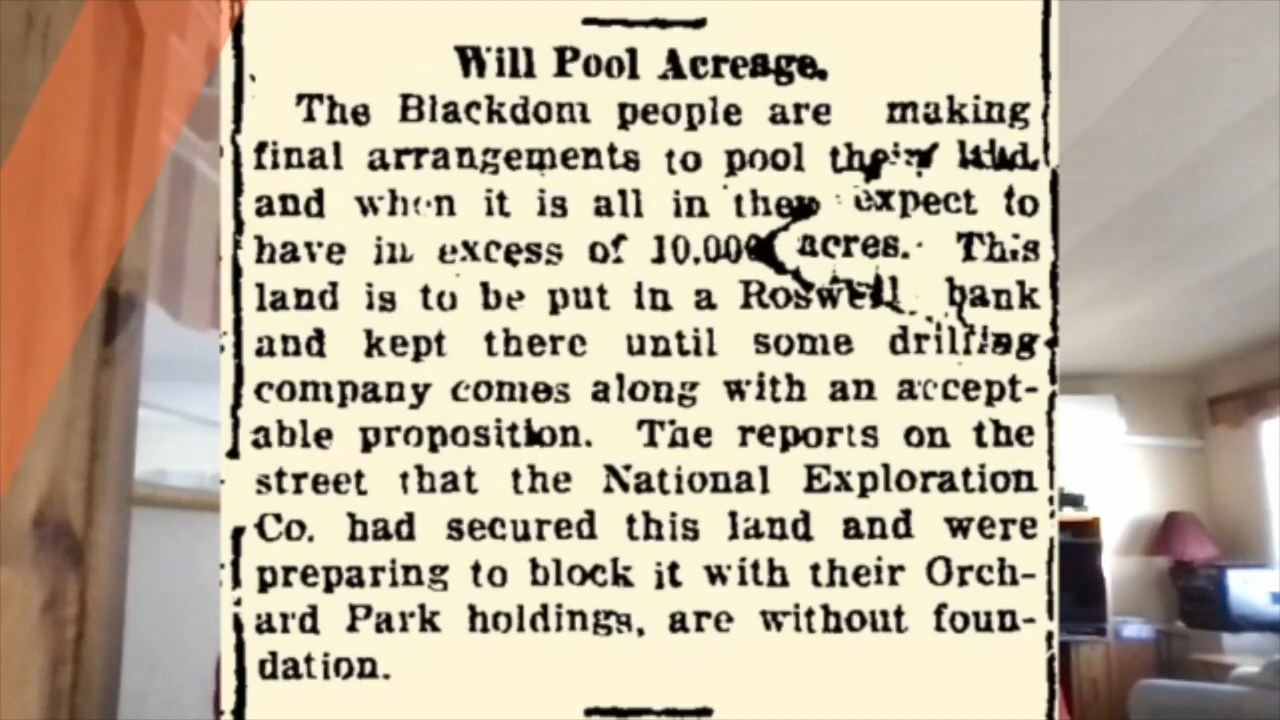 Will Pool Acreage.
The Blackdom people are making
final arrangements to pool their land
and when it is all in they expect to
have in excess of 10.000 acres. This
land is to be put in a Roswell bank
and kept there until some drilling
company comes along with an accept-
able proposition. The reports on the
street that the National Exploration
Co. had secured this land and were
preparing to block it with their Orch-
ard Park holdings, are without foun-
dation.